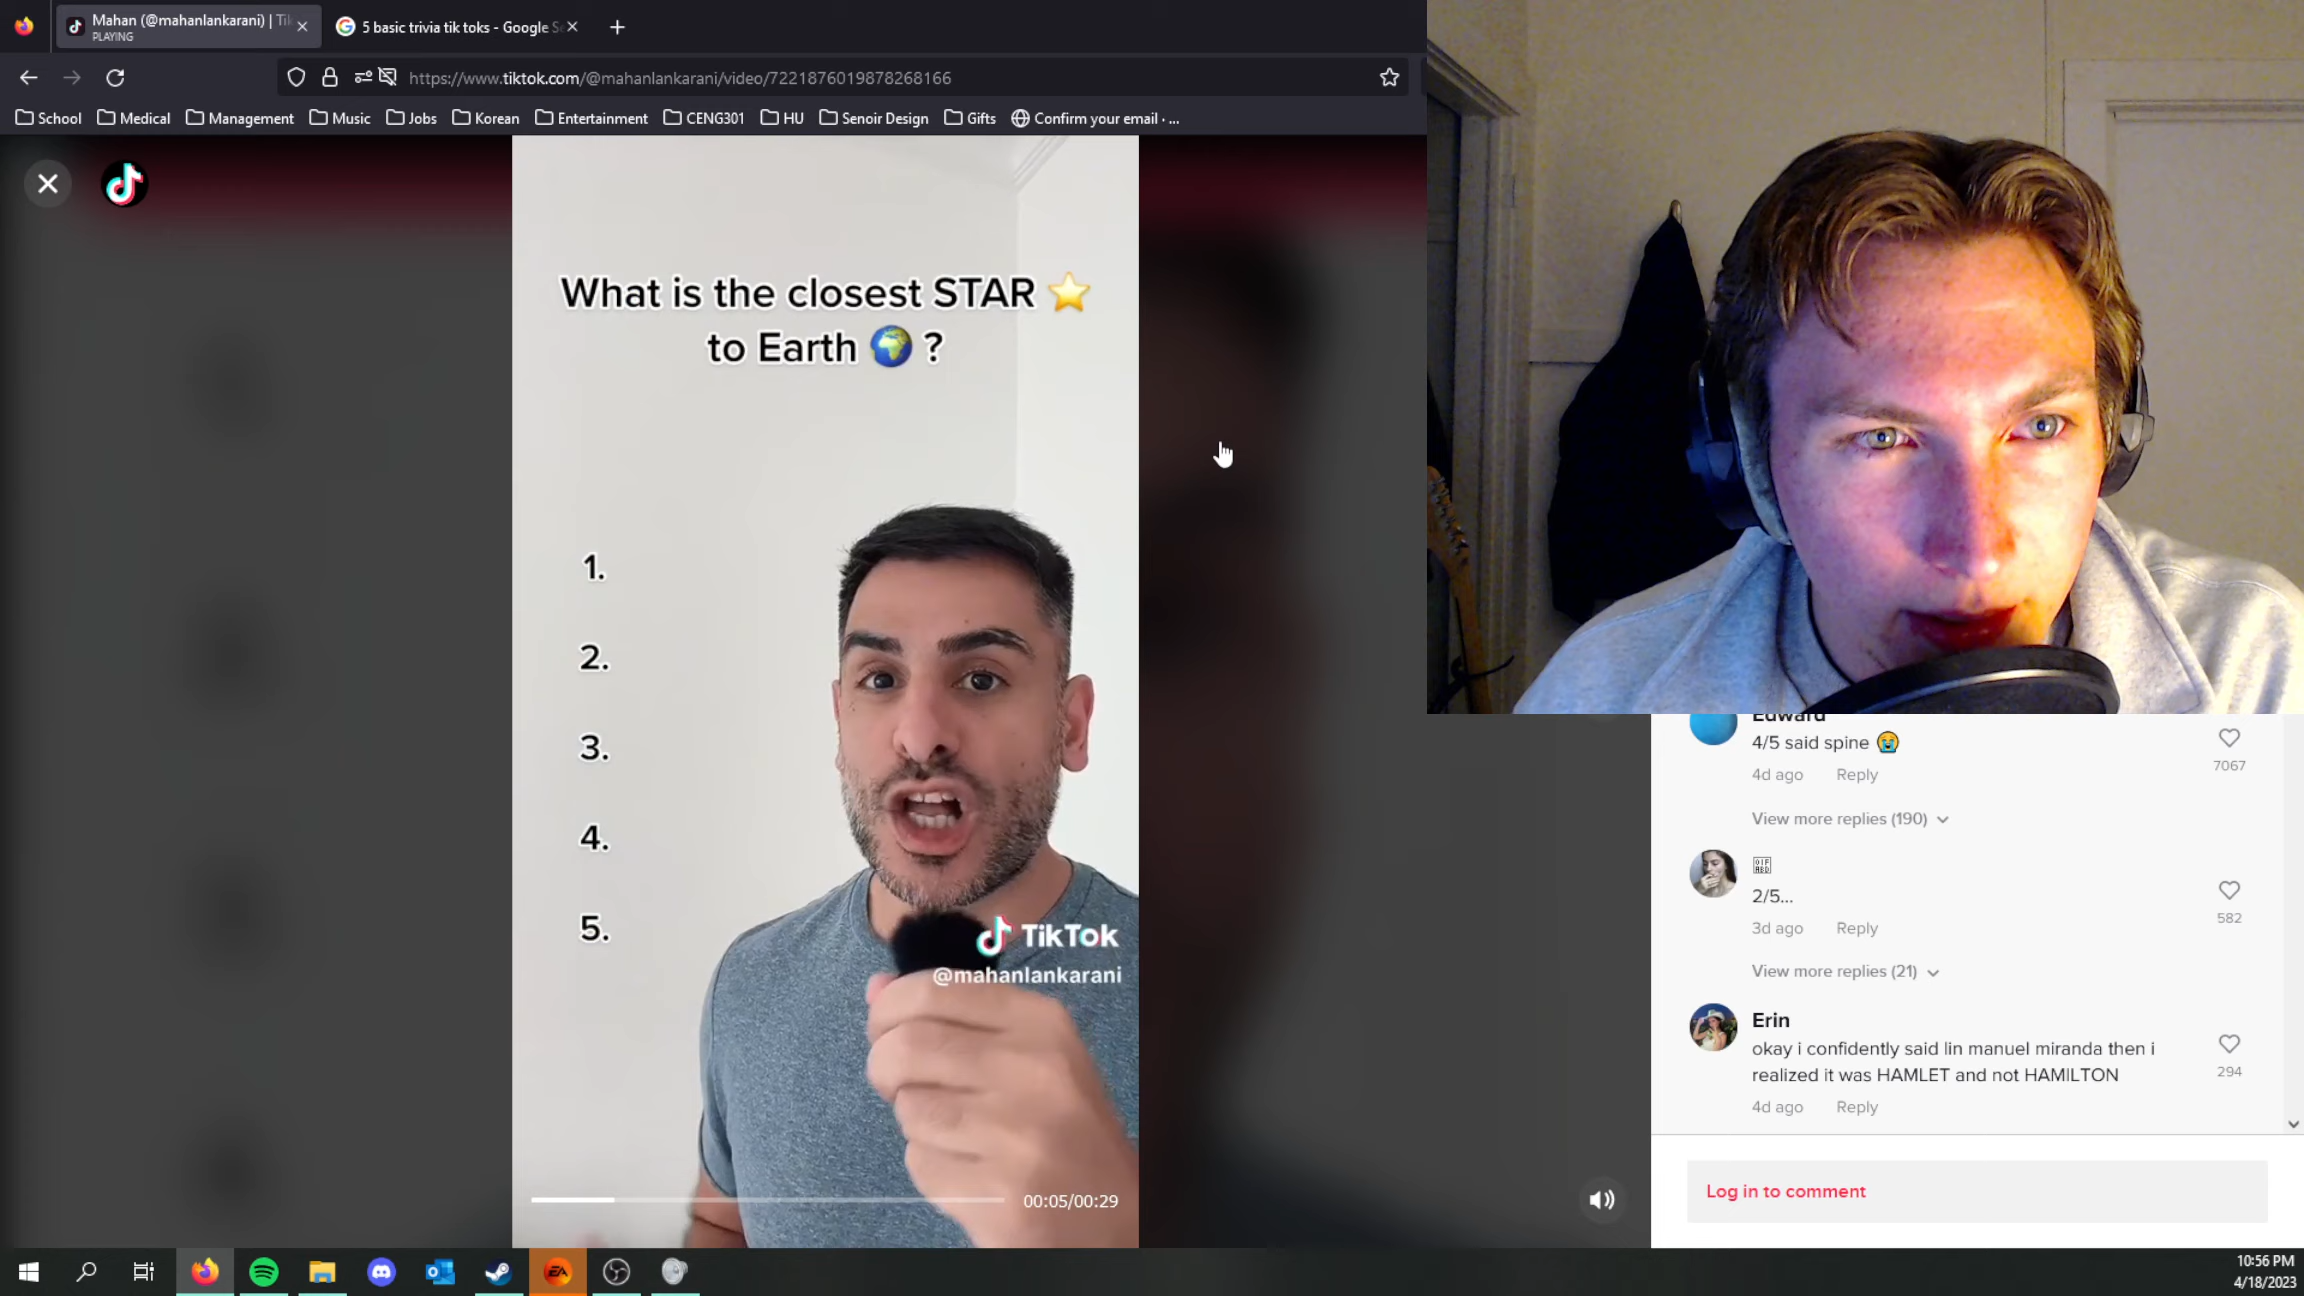 Mahan (@mahanlankarani) | Tik
PLAYING
5 basic trivia tik toks - Google Se
https://www.tiktok.com/@mahanlankarani/video/7221876019878268166
School Medical Management Music Jobs Korean Entertainment CENG301 HU Senoir Design Gifts Confirm your email · ...
What is the closest STAR ⭐
to Earth 🌍 ?
1.
2.
3.
4.
5.
TikTok
@mahanlankarani
00:05/00:29
Edward
4/5 said spine 😭
7067
4d ago Reply
View more replies (190)
2/5...
582
3d ago Reply
View more replies (21)
Erin
okay i confidently said lin manuel miranda then i
realized it was HAMLET and not HAMILTON
294
4d ago Reply
Log in to comment
EA
10:56 PM
4/18/2023